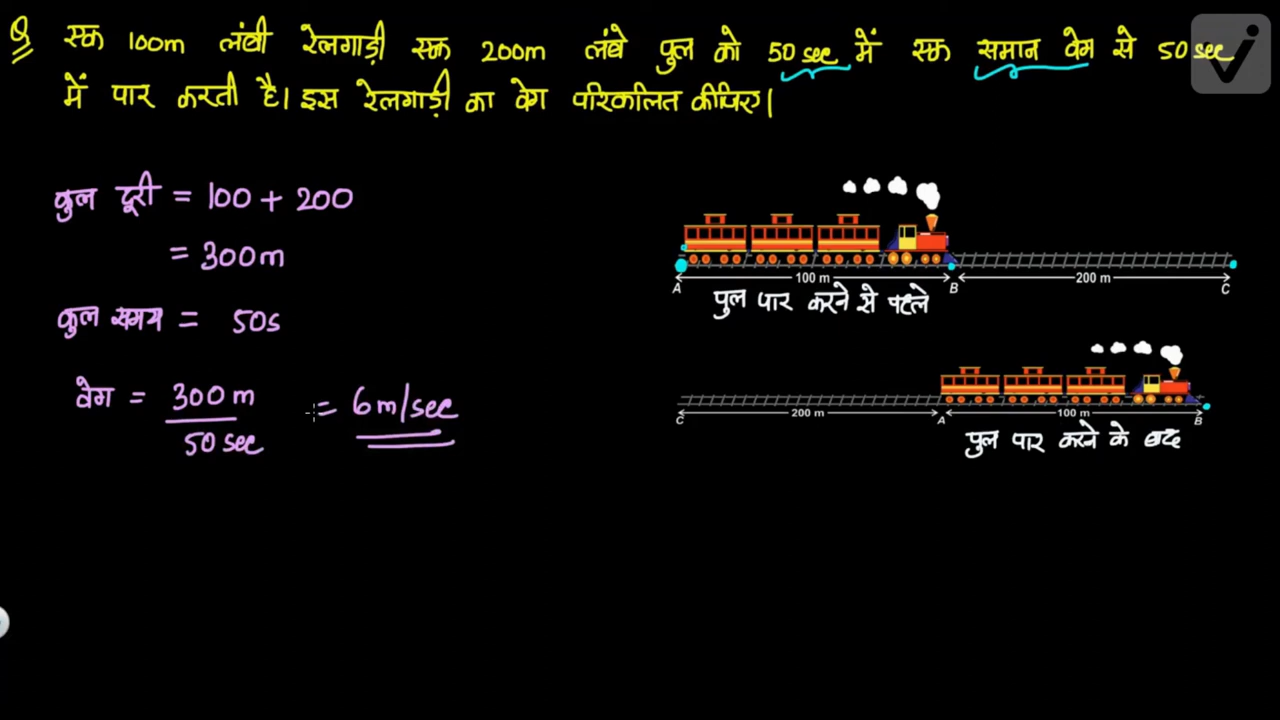 Q एक 100m लंबी रेलगाड़ी एक 200m लंबे पुल को 50 sec में एक समान वेग से 50 sec
में पार करती है। इस रेलगाड़ी का वेग परिकलित कीजिए।
कुल दूरी = 100 + 200
= 300m
कुल समय = 50s
वेग = 300 m / 50 sec = 6 m/sec
100 m
200 m
A B C
पुल पार करने से पहले
200 m
100 m
C A B
पुल पार करने के बाद